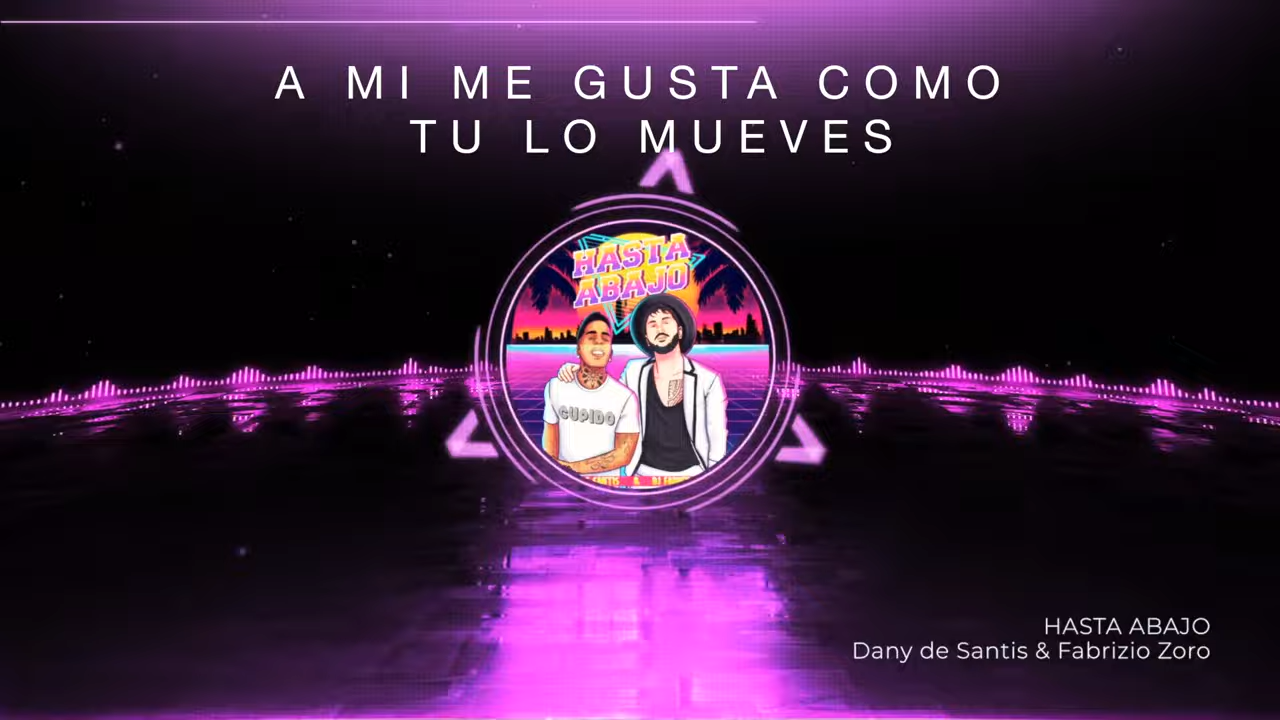 A MI ME GUSTA COMO
TU LO MUEVES
HASTA
ABAJO
CUPIDO
HASTA ABAJO
Dany de Santis & Fabrizio Zoro